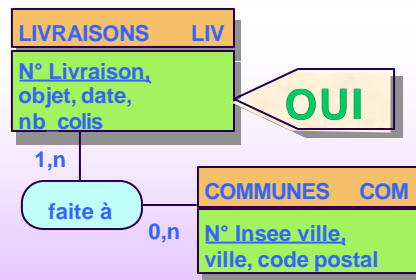 LIVRAISONS LIV
N° Livraison,
objet, date,
nb colis
OUI
1,n
faite à
0,n
COMMUNES COM
N° Insee ville,
ville, code postal